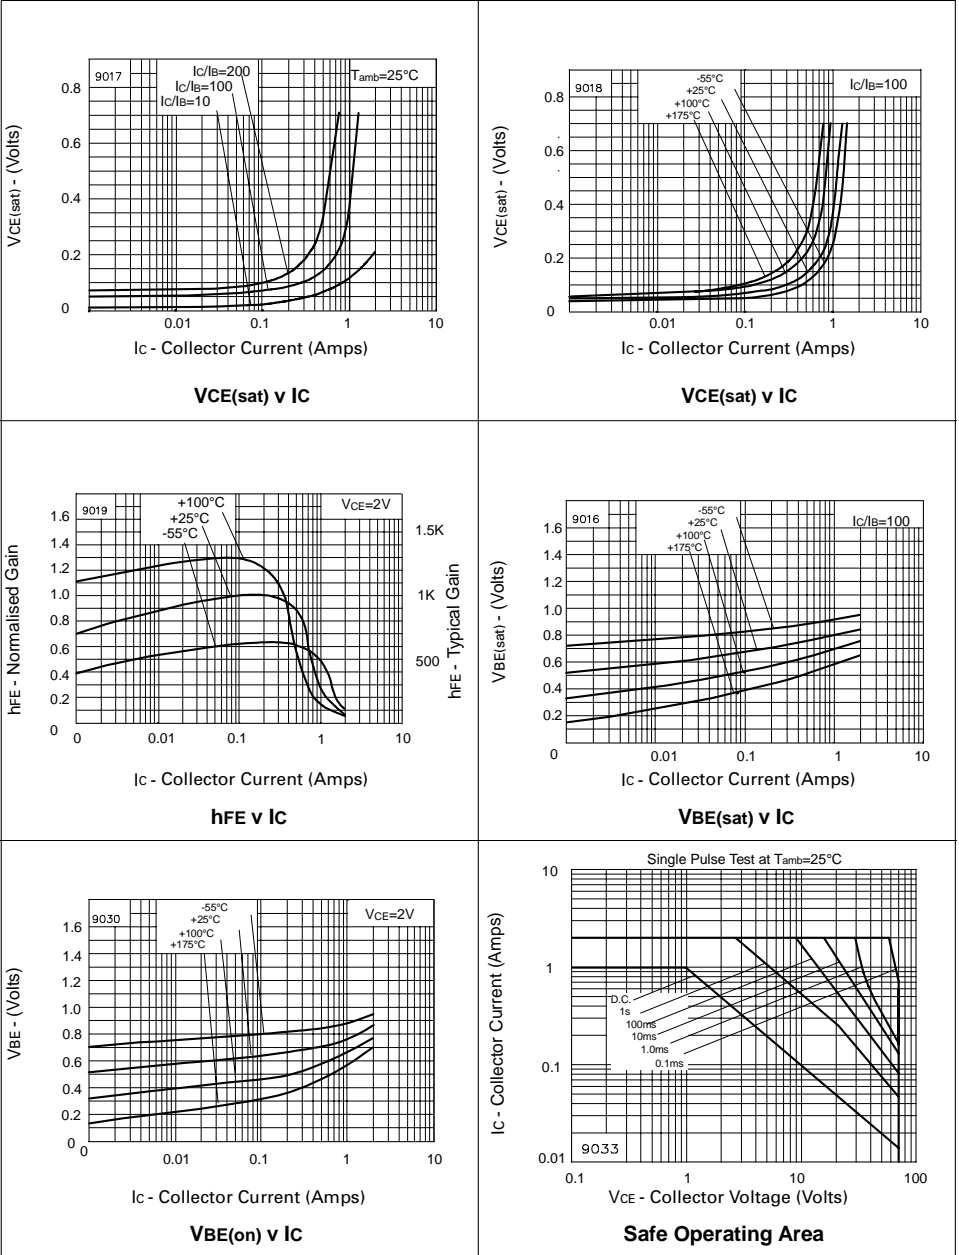 9017
IC/IB=200
IC/IB=100
IC/IB=10
Tamb=25°C
0.8
0.6
0.4
0.2
0
VCE(sat) - (Volts)
0.01
0.1
1
10
IC - Collector Current (Amps)
VCE(sat) v IC
9018
-55°C
+25°C
+100°C
+175°C
IC/IB=100
0.8
0.6
0.4
0.2
0
VCE(sat) - (Volts)
0.01
0.1
1
10
IC - Collector Current (Amps)
VCE(sat) v IC
9019
+100°C
+25°C
-55°C
VCE=2V
1.6
1.4
1.2
1.0
0.8
0.6
0.4
0.2
0
hFE - Normalised Gain
1.5K
1K
500
hFE - Typical Gain
0
0.01
0.1
1
10
IC - Collector Current (Amps)
hFE v IC
9016
-55°C
+25°C
+100°C
+175°C
IC/IB=100
1.6
1.4
1.2
1.0
0.8
0.6
0.4
0.2
0
VBE(sat) - (Volts)
0.01
0.1
1
10
IC - Collector Current (Amps)
VBE(sat) v IC
9030
-55°C
+25°C
+100°C
+175°C
VCE=2V
1.6
1.4
1.2
1.0
0.8
0.6
0.4
0.2
0
VBE - (Volts)
0
0.01
0.1
1
10
IC - Collector Current (Amps)
VBE(on) v IC
Single Pulse Test at Tamb=25°C
10
1
0.1
0.01
IC - Collector Current (Amps)
D.C.
1s
100ms
10ms
1.0ms
0.1ms
9033
0.1
1
10
100
VCE - Collector Voltage (Volts)
Safe Operating Area